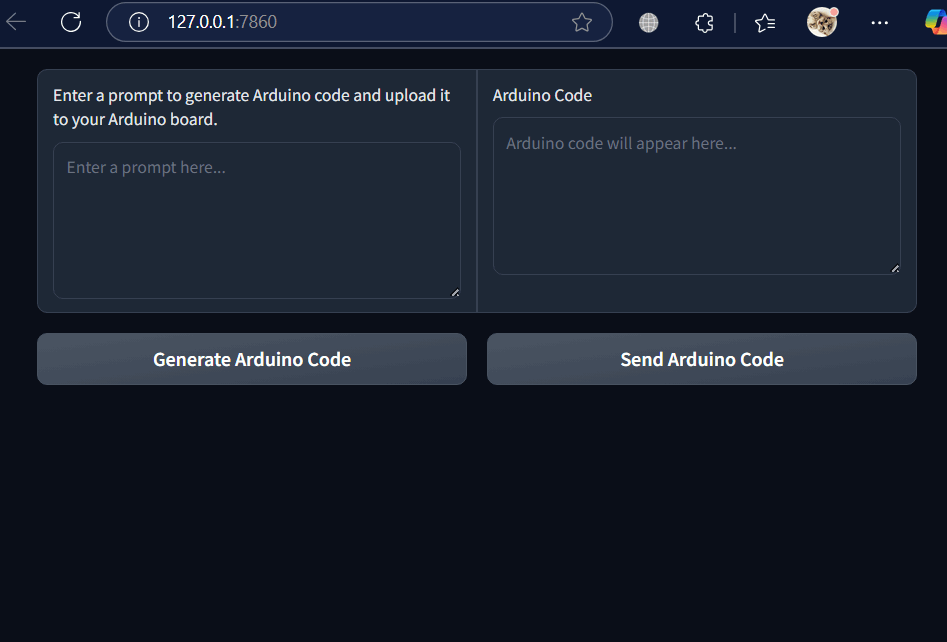 127.0.0.1:7860
Enter a prompt to generate Arduino code and upload it
to your Arduino board.
Enter a prompt here...
Arduino Code
Arduino code will appear here...
Generate Arduino Code
Send Arduino Code